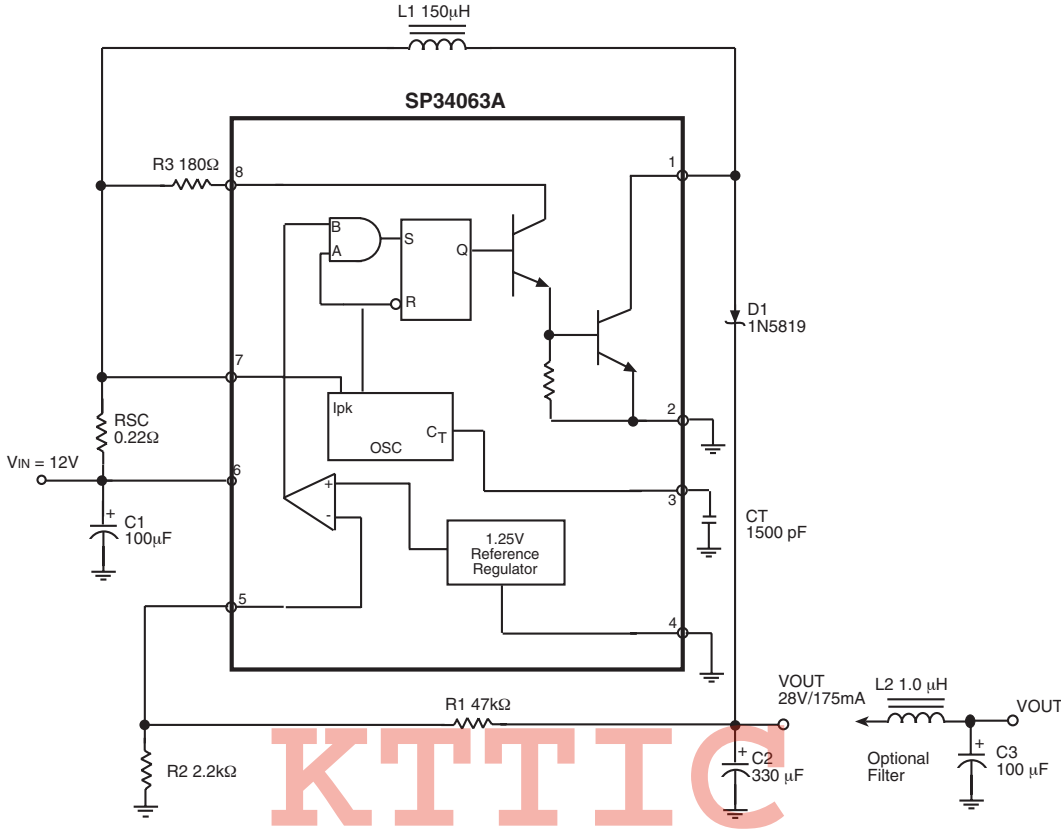 L1 150μH
SP34063A
R3 180Ω
8
1
B
A
S
Q
R
D1
1N5819
7
Ipk
CT
OSC
2
RSC
0.22Ω
VIN = 12V
6
+
C1
100μF
+
-
3
CT
1500 pF
1.25V
Reference
Regulator
5
4
VOUT
28V/175mA
L2 1.0 μH
VOUT
R1 47kΩ
R2 2.2kΩ
+
C2
330 μF
Optional
Filter
+
C3
100 μF
KTTIC